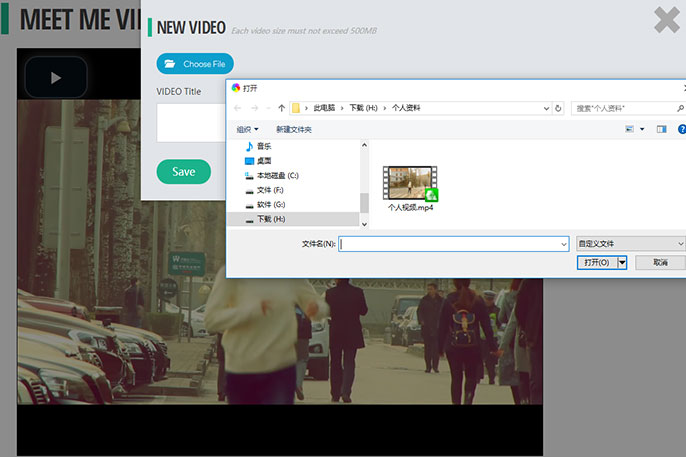 MEET ME VI
NEW VIDEO Each video size must not exceed 500MB
Choose File
VIDEO Title
Save
打开
此电脑 > 下载 (H:) > 个人资料
搜索"个人资料"
组织
新建文件夹
音乐
桌面
本地磁盘 (C:)
文件 (F:)
软件 (G:)
下载 (H:)
个人视频.mp4
文件名(N):
自定义文件
打开(O)
取消